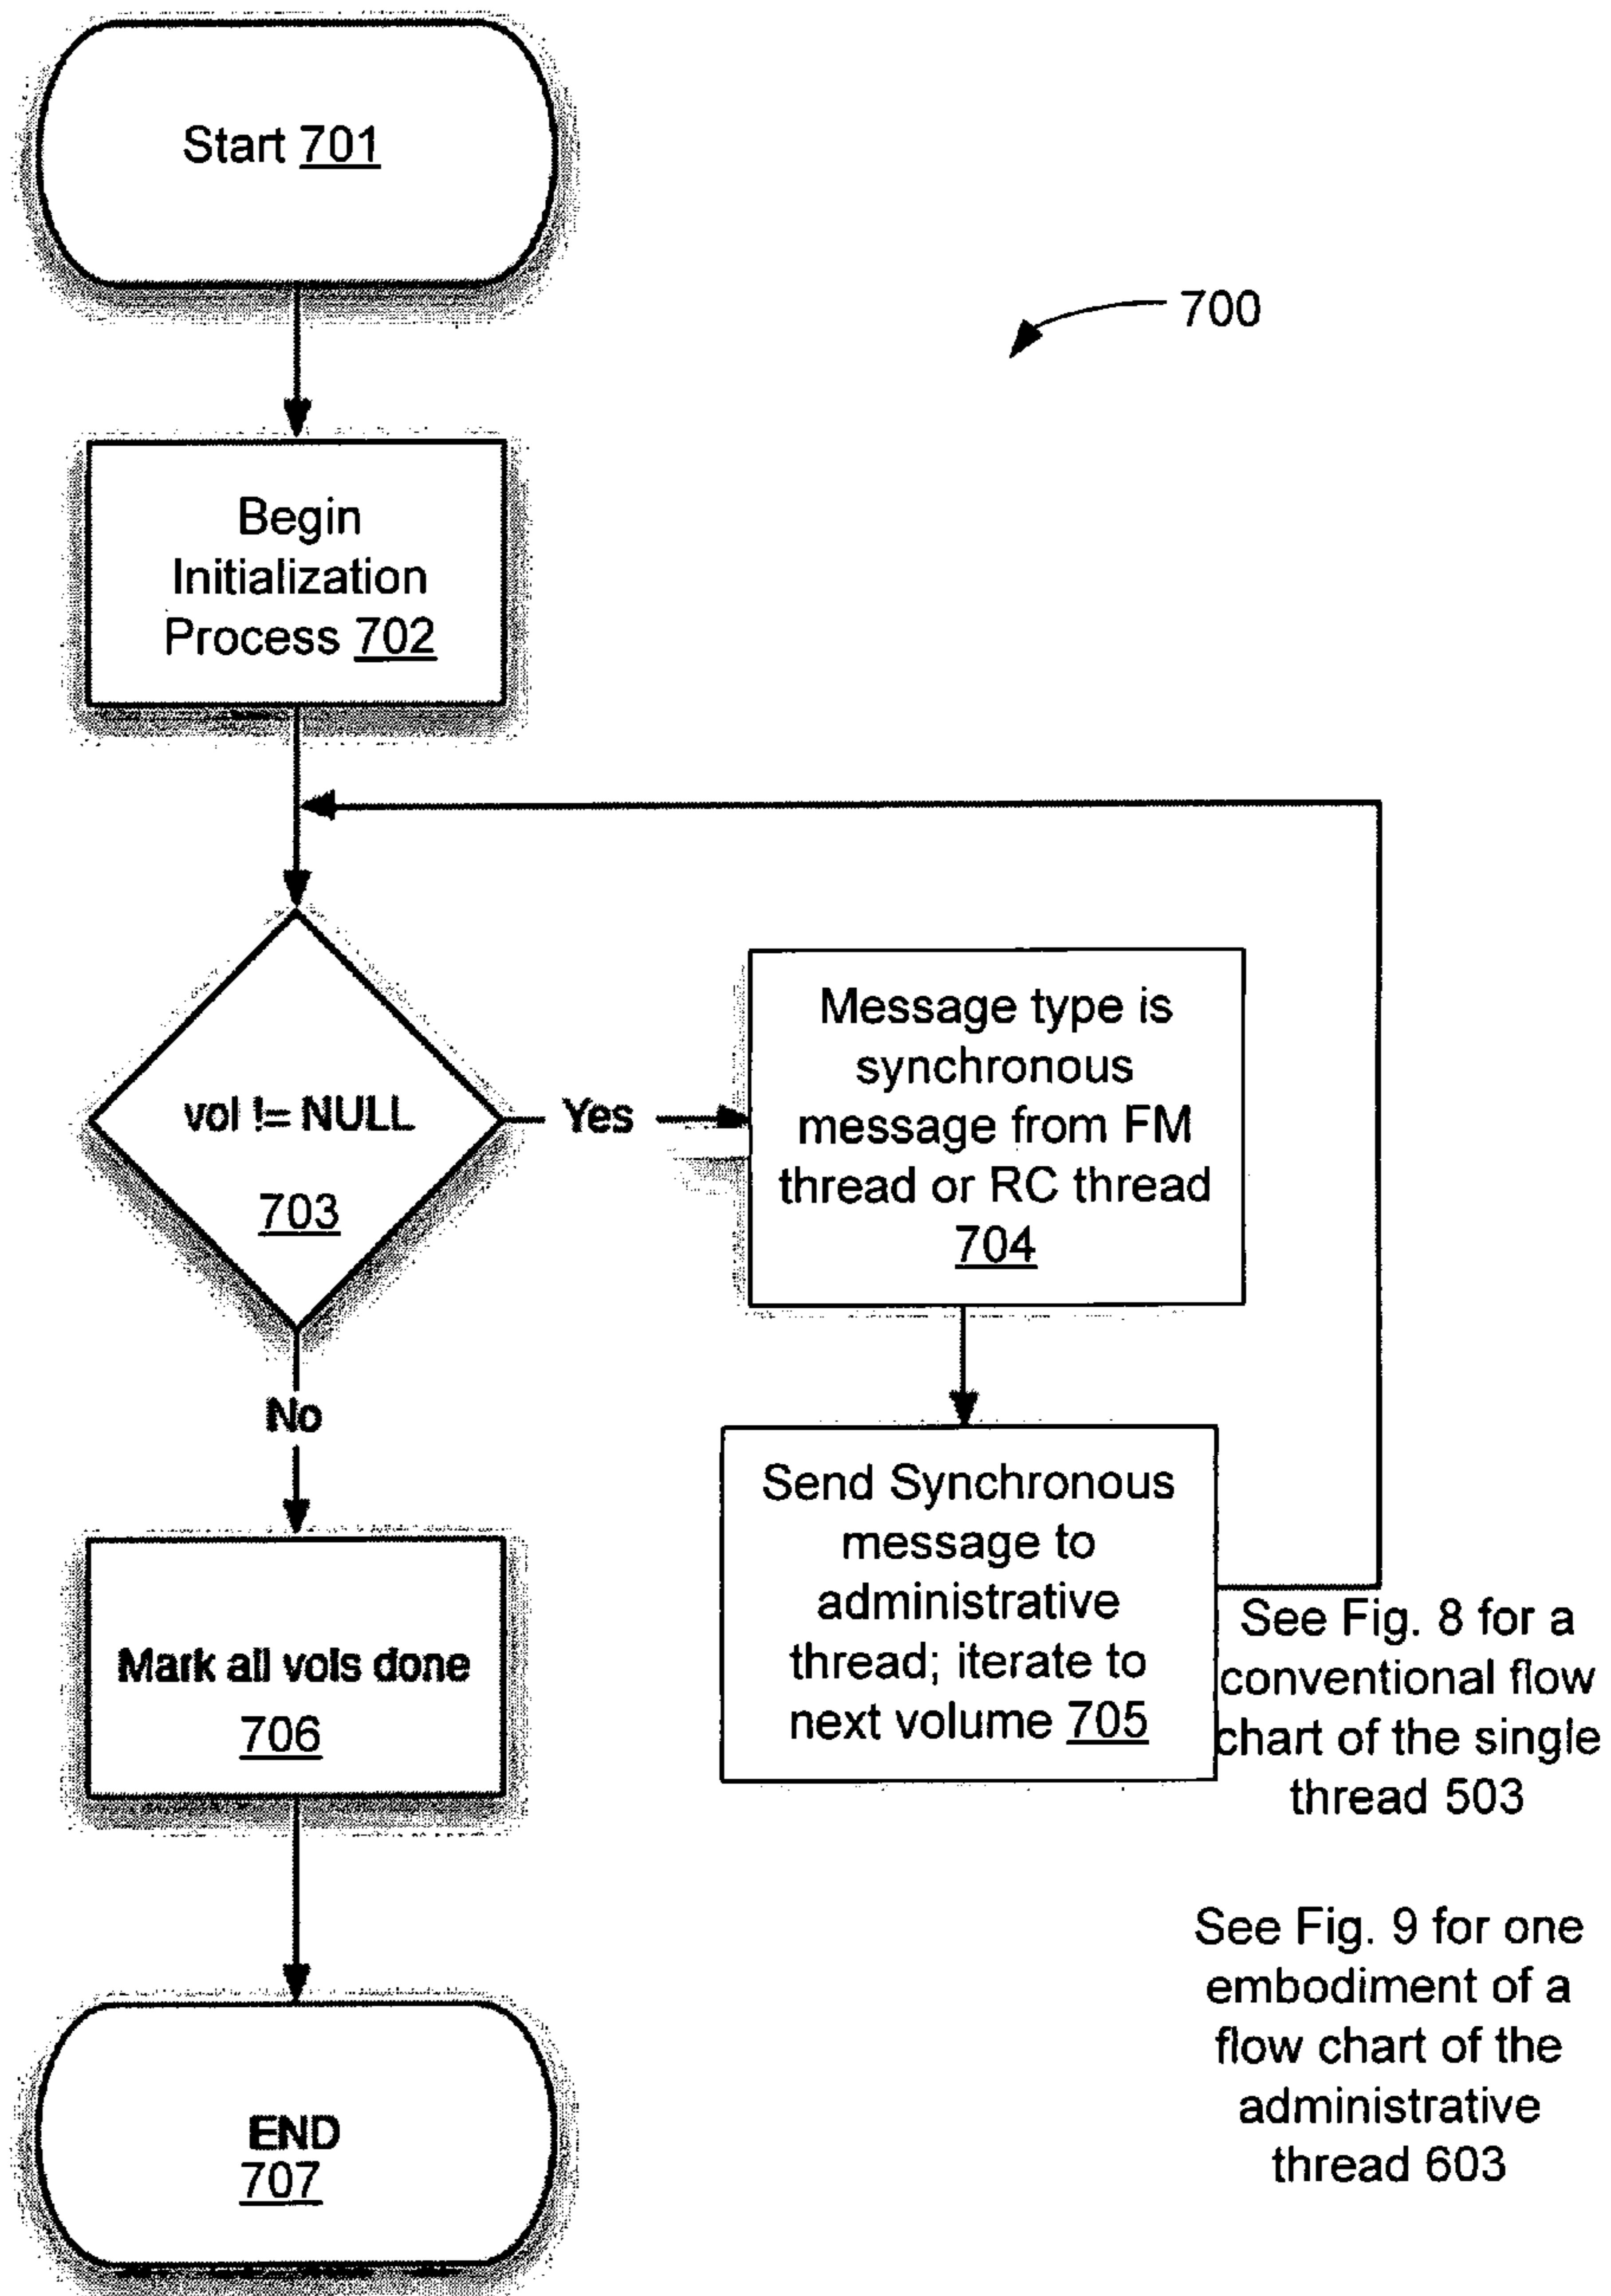 Start 701
700
Begin
Initialization
Process 702
vol != NULL
703
Yes
Message type is
synchronous
message from FM
thread or RC thread
704
No
Send Synchronous
message to
administrative
thread; iterate to
next volume 705
See Fig. 8 for a
conventional flow
chart of the single
thread 503
Mark all vols done
706
See Fig. 9 for one
embodiment of a
flow chart of the
administrative
thread 603
END
707